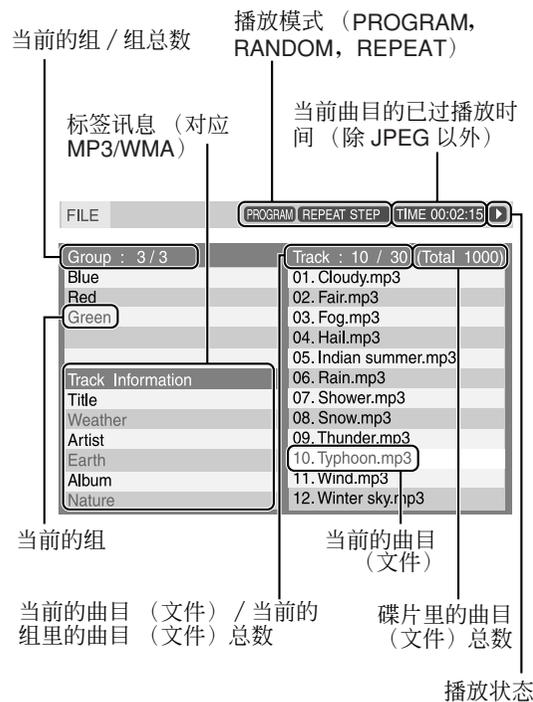 当前的组 / 组总数
播放模式 （PROGRAM，
RANDOM，REPEAT）
标签讯息 （对应
MP3/WMA）
当前曲目的已过播放时
间 （除 JPEG 以外）
FILE
PROGRAM REPEAT STEP TIME 00:02:15
Group : 3 / 3
Blue
Red
Green
Track Information
Title
Weather
Artist
Earth
Album
Nature
Track : 10 / 30 (Total 1000)
01. Cloudy.mp3
02. Fair.mp3
03. Fog.mp3
04. Hail.mp3
05. Indian summer.mp3
06. Rain.mp3
07. Shower.mp3
08. Snow.mp3
09. Thunder.mp3
10. Typhoon.mp3
11. Wind.mp3
12. Winter sky.mp3
当前的组
当前的曲目
（文件）
当前的曲目 （文件） / 当前的
组里的曲目 （文件）总数
碟片里的曲目
（文件）总数
播放状态